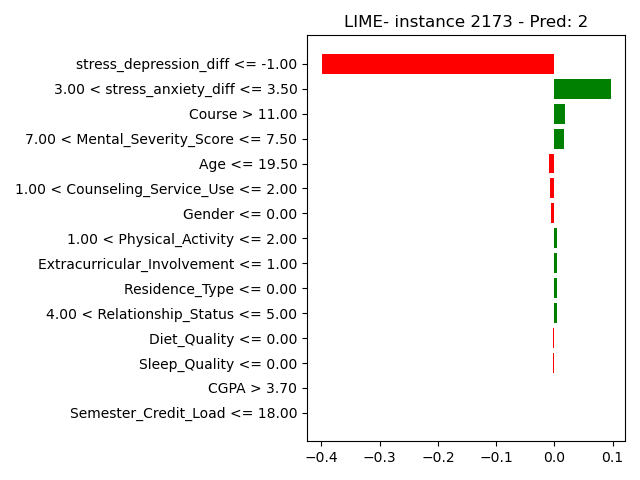 LIME- instance 2173 - Pred: 2
stress_depression_diff <= -1.00
3.00 < stress_anxiety_diff <= 3.50
Course > 11.00
7.00 < Mental_Severity_Score <= 7.50
Age <= 19.50
1.00 < Counseling_Service_Use <= 2.00
Gender <= 0.00
1.00 < Physical_Activity <= 2.00
Extracurricular_Involvement <= 1.00
Residence_Type <= 0.00
4.00 < Relationship_Status <= 5.00
Diet_Quality <= 0.00
Sleep_Quality <= 0.00
CGPA > 3.70
Semester_Credit_Load <= 18.00
−0.4 −0.3 −0.2 −0.1 0.0 0.1